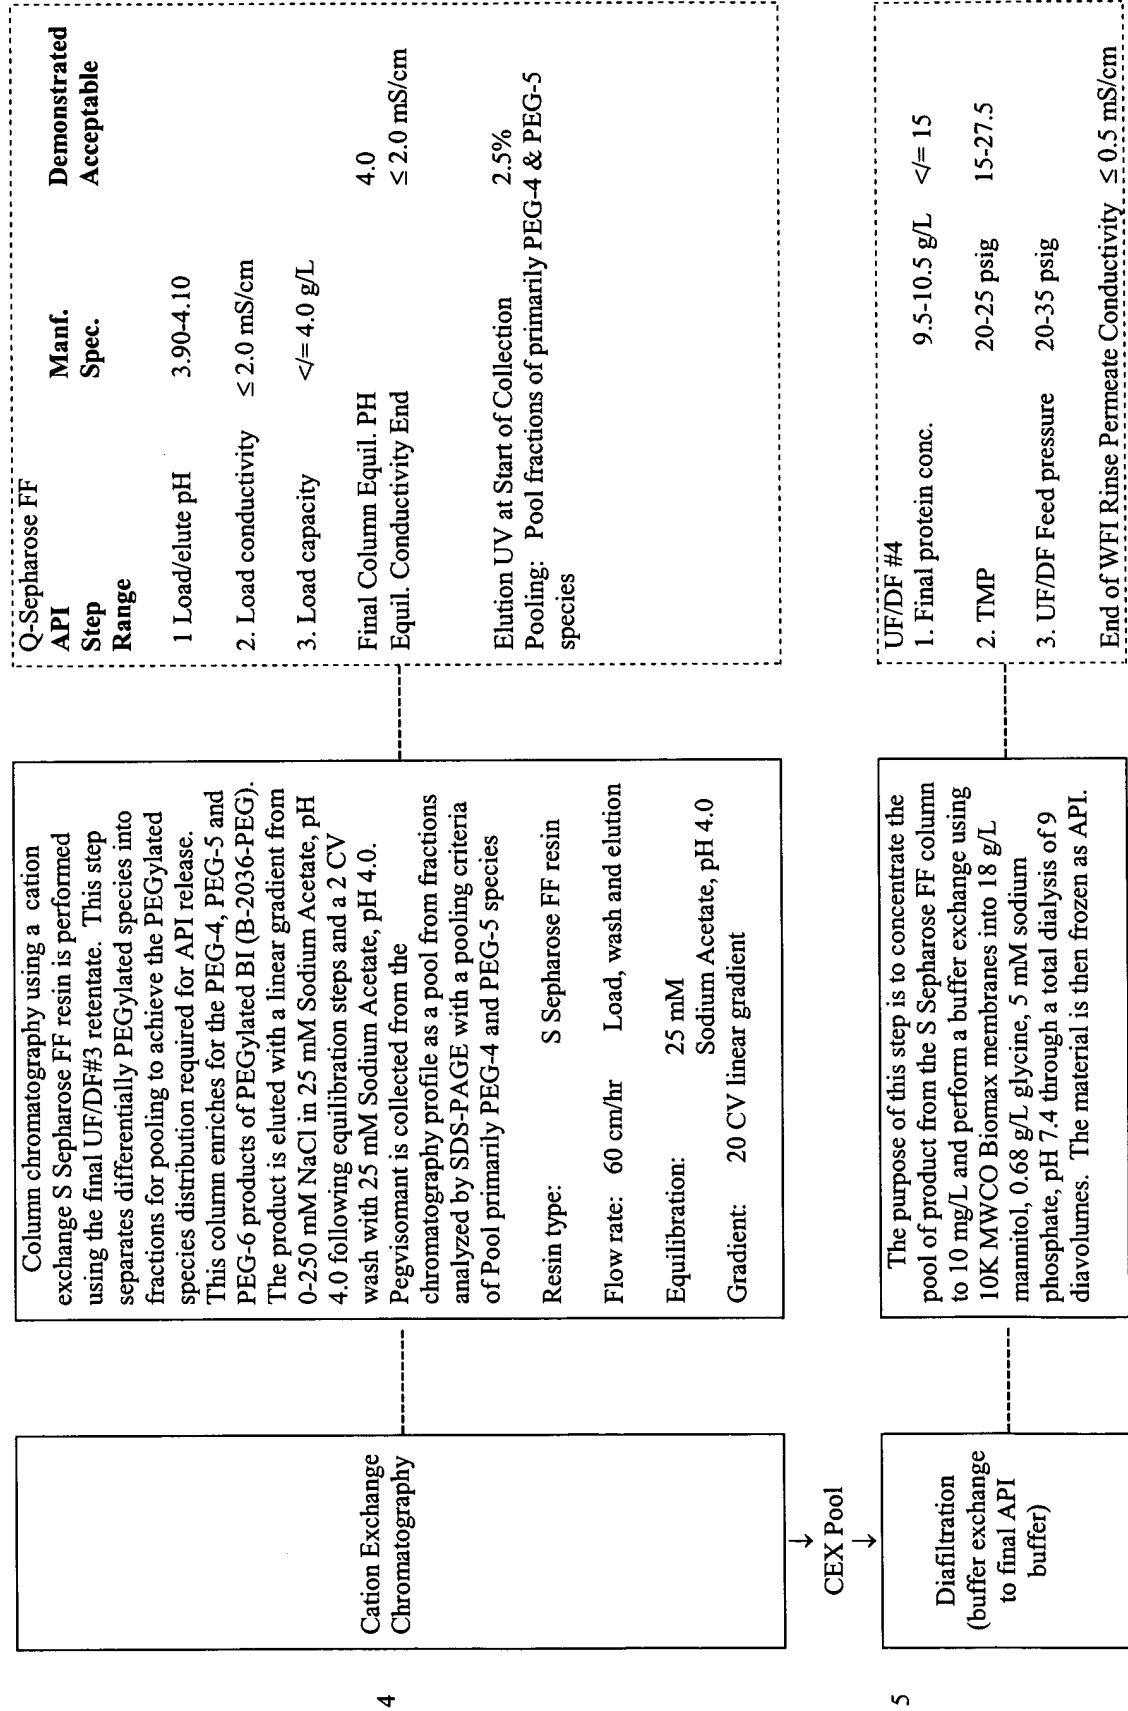 4
Cation Exchange
Chromatography
Column chromatography using a cation
exchange S Sepharose FF resin is performed
using the final UF/DF#3 retentate. This step
separates differentially PEGylated species into
fractions for pooling to achieve the PEGylated
species distribution required for API release.
This column enriches for the PEG-4, PEG-5 and
PEG-6 products of PEGylated BI (B-2036-PEG).
The product is eluted with a linear gradient from
0-250 mM NaCl in 25 mM Sodium Acetate, pH
4.0 following equilibration steps and a 2 CV
wash with 25 mM Sodium Acetate, pH 4.0.
Pegvisomant is collected from the
chromatography profile as a pool from fractions
analyzed by SDS-PAGE with a pooling criteria
of Pool primarily PEG-4 and PEG-5 species
Resin type: S Sepharose FF resin
Flow rate: 60 cm/hr Load, wash and elution
Equilibration: 25 mM
Sodium Acetate, pH 4.0
Gradient: 20 CV linear gradient
Q-Sepharose FF
API Manf. Demonstrated
Step Spec. Acceptable
Range
1 Load/elute pH 3.90-4.10
2. Load conductivity ≤ 2.0 mS/cm
3. Load capacity </= 4.0 g/L
Final Column Equil. PH 4.0
Equil. Conductivity End ≤ 2.0 mS/cm
Elution UV at Start of Collection 2.5%
Pooling: Pool fractions of primarily PEG-4 & PEG-5
species
↓
CEX Pool
↓
5
Diafiltration
(buffer exchange
to final API
buffer)
The purpose of this step is to concentrate the
pool of product from the S Sepharose FF column
to 10 mg/L and perform a buffer exchange using
10K MWCO Biomax membranes into 18 g/L
mannitol, 0.68 g/L glycine, 5 mM sodium
phosphate, pH 7.4 through a total dialysis of 9
diavolumes. The material is then frozen as API.
UF/DF #4
1. Final protein conc. 9.5-10.5 g/L </= 15
2. TMP 20-25 psig 15-27.5
3. UF/DF Feed pressure 20-35 psig
End of WFI Rinse Permeate Conductivity ≤ 0.5 mS/cm